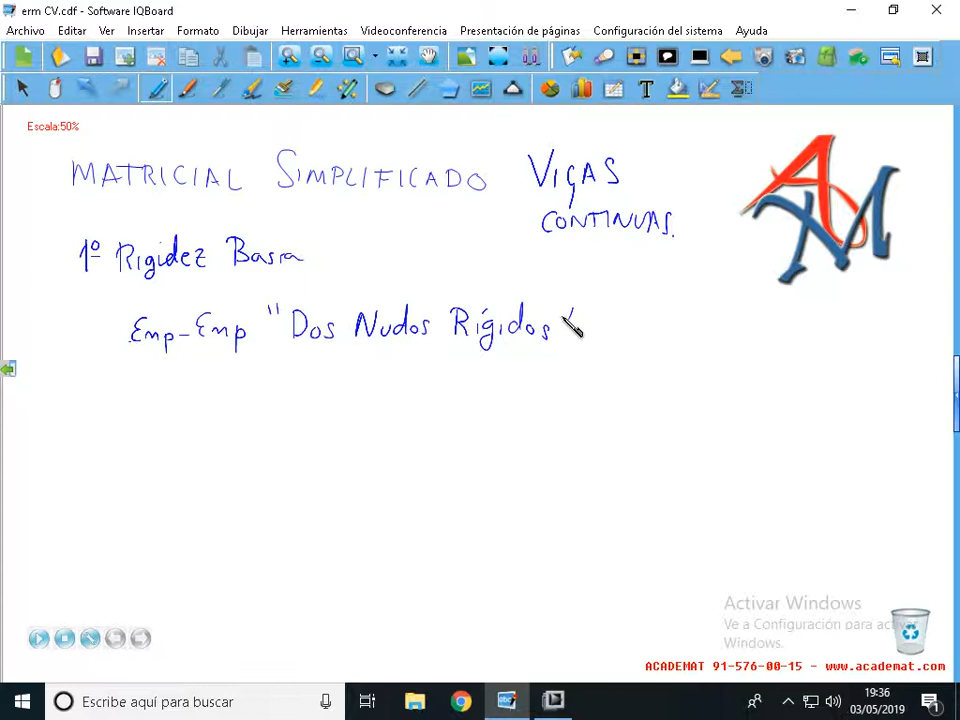 erm CV.cdf - Software IQBoard
Archivo Editar Ver Insertar Formato Dibujar Herramientas Videoconferencia Presentación de páginas Configuración del sistema Ayuda
Escala:50%
MATRICIAL SIMPLIFICADO VIGAS
CONTINUAS.
1º Rigidez Basica
Emp-Emp "Dos Nudos Rígidos
Activar Windows
Ve a Configuración para activar
Windows.
ACADEMAT 91-576-00-15 - www.academat.com
Escribe aquí para buscar
19:36
03/05/2019
1